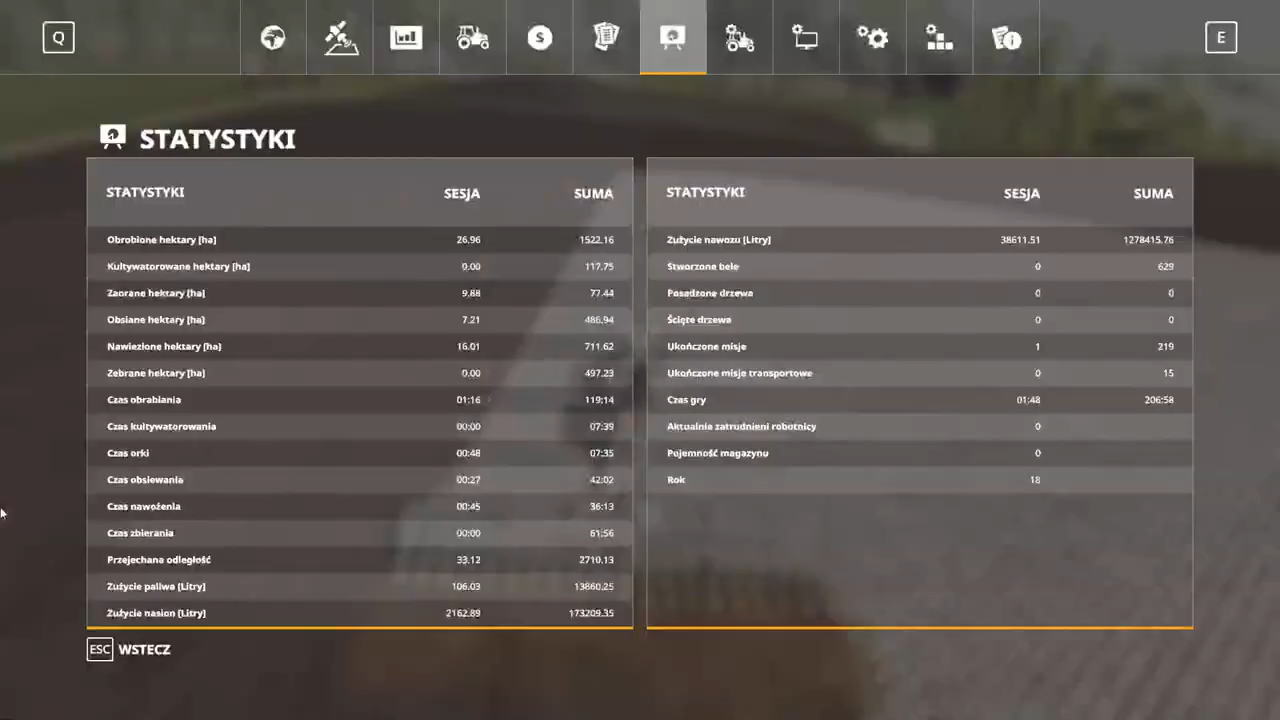 Q
S
E
STATYSTYKI
STATYSTYKI SESJA SUMA
Obrobione hektary [ha] 26.96 1522.16
Kultywatorowane hektary [ha] 0.00 117.75
Zaorane hektary [ha] 9.88 77.44
Obsiane hektary [ha] 7.21 486.94
Nawiezione hektary [ha] 16.01 711.62
Zebrane hektary [ha] 0.00 497.23
Czas obrabiania 01:16 119:14
Czas kultywatorowania 00:00 07:39
Czas orki 00:48 07:35
Czas obsiewania 00:27 42:02
Czas nawożenia 00:45 36:13
Czas zbierania 00:00 61:56
Przejechana odległość 33.12 2710.13
Zużycie paliwa [Litry] 106.03 13860.25
Zużycie nasion [Litry] 2162.89 173209.35
STATYSTYKI SESJA SUMA
Zużycie nawozu [Litry] 38611.51 1278415.76
Stworzone bele 0 629
Posadzone drzewa 0 0
Ścięte drzewa 0 0
Ukończone misje 1 219
Ukończone misje transportowe 0 15
Czas gry 01:48 206:58
Aktualnie zatrudnieni robotnicy 0
Pojemność magazynu 0
Rok 18
ESC WSTECZ